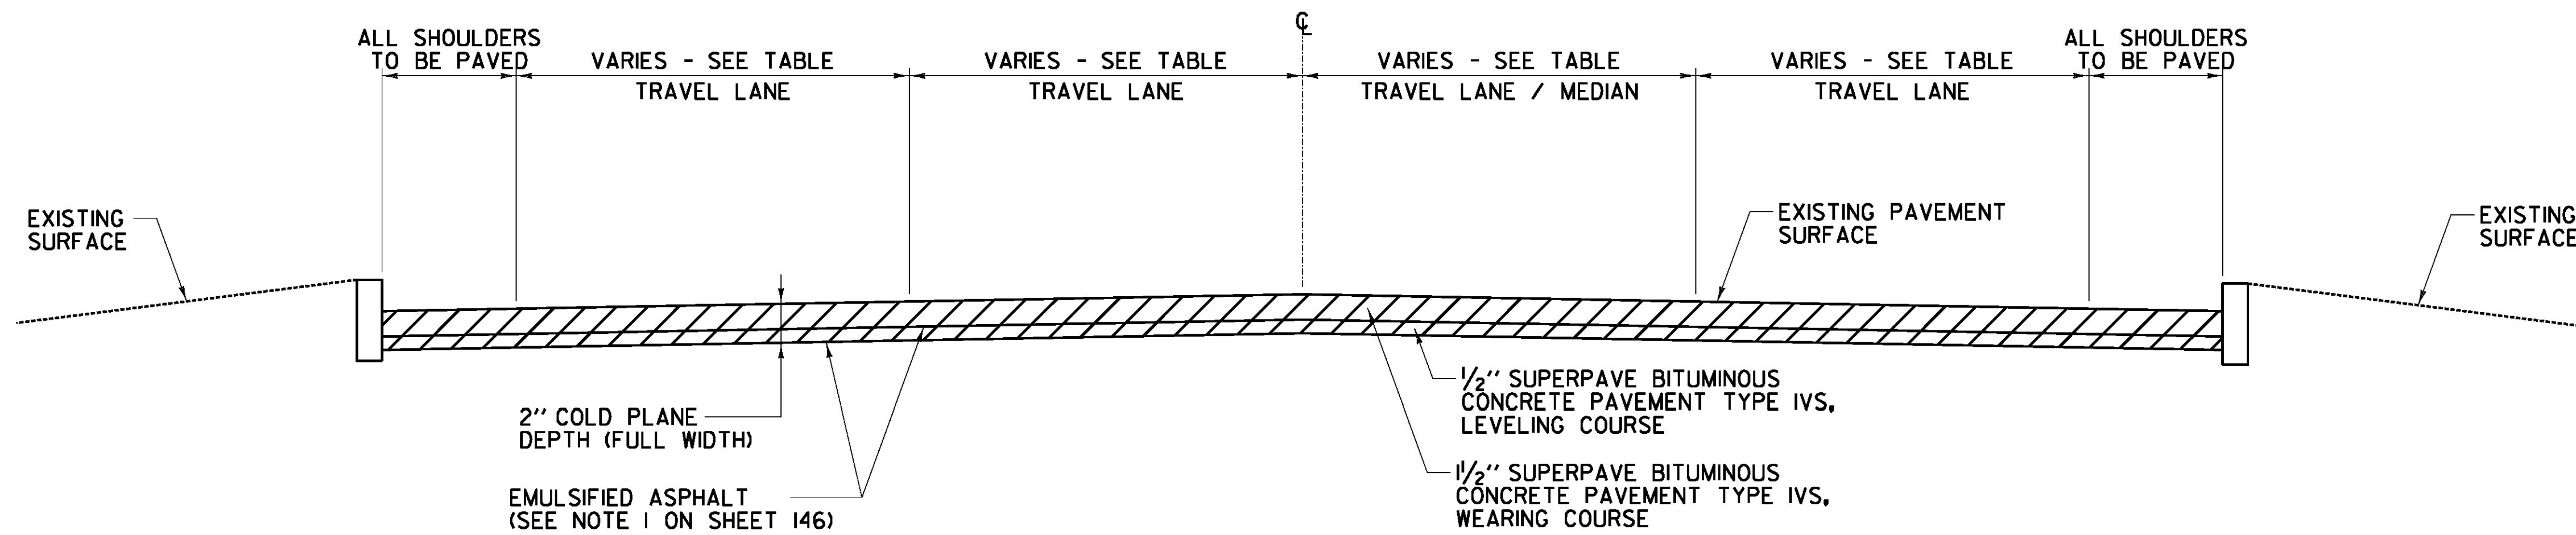 ℄
ALL SHOULDERS
TO BE PAVED
VARIES - SEE TABLE
TRAVEL LANE
VARIES - SEE TABLE
TRAVEL LANE
VARIES - SEE TABLE
TRAVEL LANE / MEDIAN
VARIES - SEE TABLE
TRAVEL LANE
ALL SHOULDERS
TO BE PAVED
EXISTING
SURFACE
EXISTING PAVEMENT
SURFACE
EXISTING
SURFACE
2" COLD PLANE
DEPTH (FULL WIDTH)
EMULSIFIED ASPHALT
(SEE NOTE 1 ON SHEET 146)
1/2" SUPERPAVE BITUMINOUS
CONCRETE PAVEMENT TYPE IVS,
LEVELING COURSE
1 1/2" SUPERPAVE BITUMINOUS
CONCRETE PAVEMENT TYPE IVS,
WEARING COURSE